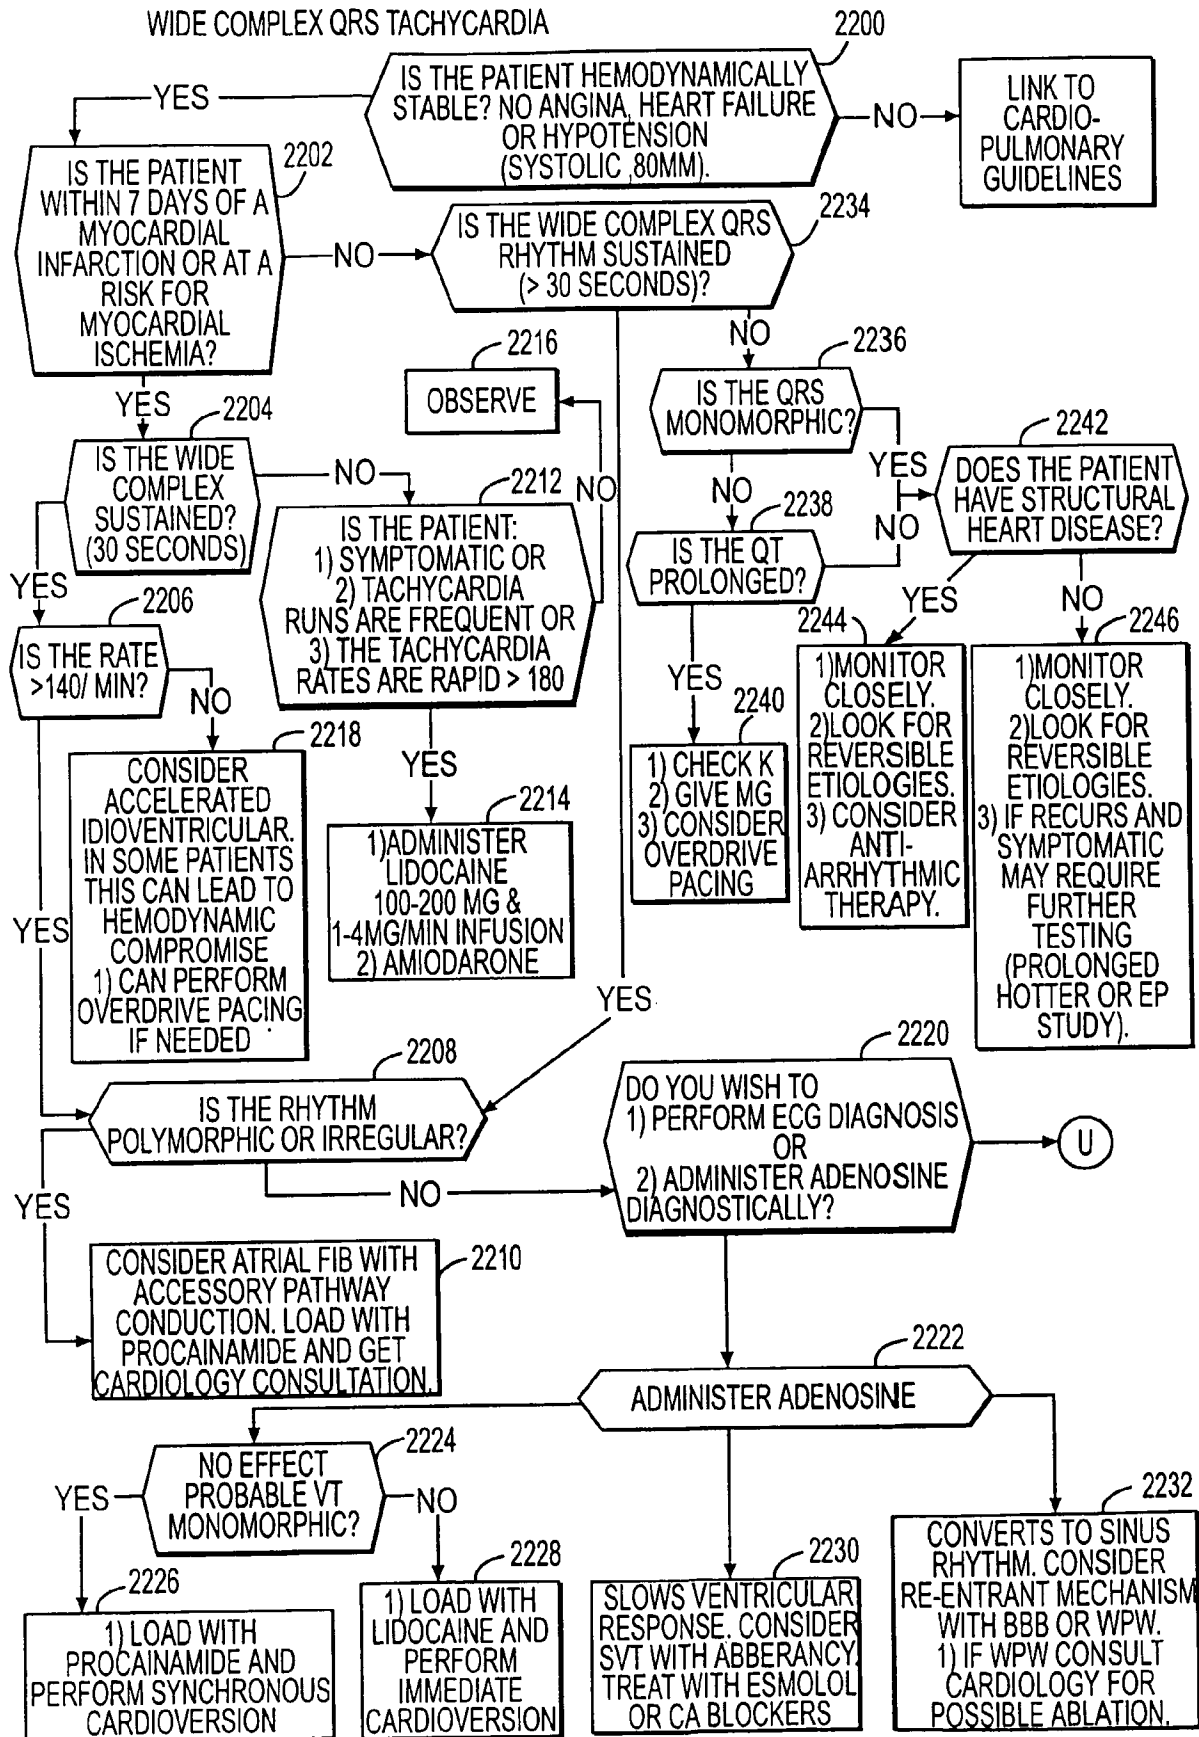 WIDE COMPLEX QRS TACHYCARDIA
2200
IS THE PATIENT HEMODYNAMICALLY
STABLE? NO ANGINA, HEART FAILURE
OR HYPOTENSION
(SYSTOLIC ,80MM).
YES
NO
LINK TO
CARDIO-
PULMONARY
GUIDELINES
2202
IS THE PATIENT
WITHIN 7 DAYS OF A
MYOCARDIAL
INFARCTION OR AT A
RISK FOR
MYOCARDIAL
ISCHEMIA?
NO
2234
IS THE WIDE COMPLEX QRS
RHYTHM SUSTAINED
(> 30 SECONDS)?
NO
YES
2216
OBSERVE
2236
IS THE QRS
MONOMORPHIC?
YES
2204
IS THE WIDE
COMPLEX
SUSTAINED?
(30 SECONDS)
NO
2212
IS THE PATIENT:
1) SYMPTOMATIC OR
2) TACHYCARDIA
RUNS ARE FREQUENT OR
3) THE TACHYCARDIA
RATES ARE RAPID > 180
NO
NO
2238
IS THE QT
PROLONGED?
YES
NO
2242
DOES THE PATIENT
HAVE STRUCTURAL
HEART DISEASE?
YES
2206
IS THE RATE
>140/ MIN?
NO
YES
2218
CONSIDER
ACCELERATED
IDIOVENTRICULAR.
IN SOME PATIENTS
THIS CAN LEAD TO
HEMODYNAMIC
COMPROMISE
1) CAN PERFORM
OVERDRIVE PACING
IF NEEDED
YES
2214
1)ADMINISTER
LIDOCAINE
100-200 MG &
1-4MG/MIN INFUSION
2) AMIODARONE
YES
2240
1) CHECK K
2) GIVE MG
3) CONSIDER
OVERDRIVE
PACING
YES
2244
1)MONITOR
CLOSELY.
2)LOOK FOR
REVERSIBLE
ETIOLOGIES.
3) CONSIDER
ANTI-
ARRHYTHMIC
THERAPY.
NO
2246
1)MONITOR
CLOSELY.
2)LOOK FOR
REVERSIBLE
ETIOLOGIES.
3) IF RECURS AND
SYMPTOMATIC
MAY REQUIRE
FURTHER
TESTING
(PROLONGED
HOTTER OR EP
STUDY).
YES
2208
IS THE RHYTHM
POLYMORPHIC OR IRREGULAR?
YES
NO
2220
DO YOU WISH TO
1) PERFORM ECG DIAGNOSIS
OR
2) ADMINISTER ADENOSINE
DIAGNOSTICALLY?
U
2210
CONSIDER ATRIAL FIB WITH
ACCESSORY PATHWAY
CONDUCTION. LOAD WITH
PROCAINAMIDE AND GET
CARDIOLOGY CONSULTATION.
2222
ADMINISTER ADENOSINE
2224
NO EFFECT
PROBABLE VT
MONOMORPHIC?
YES
NO
2226
1) LOAD WITH
PROCAINAMIDE AND
PERFORM SYNCHRONOUS
CARDIOVERSION
2228
1) LOAD WITH
LIDOCAINE AND
PERFORM
IMMEDIATE
CARDIOVERSION
2230
SLOWS VENTRICULAR
RESPONSE. CONSIDER
SVT WITH ABBERANCY.
TREAT WITH ESMOLOL
OR CA BLOCKERS
2232
CONVERTS TO SINUS
RHYTHM. CONSIDER
RE-ENTRANT MECHANISM
WITH BBB OR WPW.
1) IF WPW CONSULT
CARDIOLOGY FOR
POSSIBLE ABLATION.